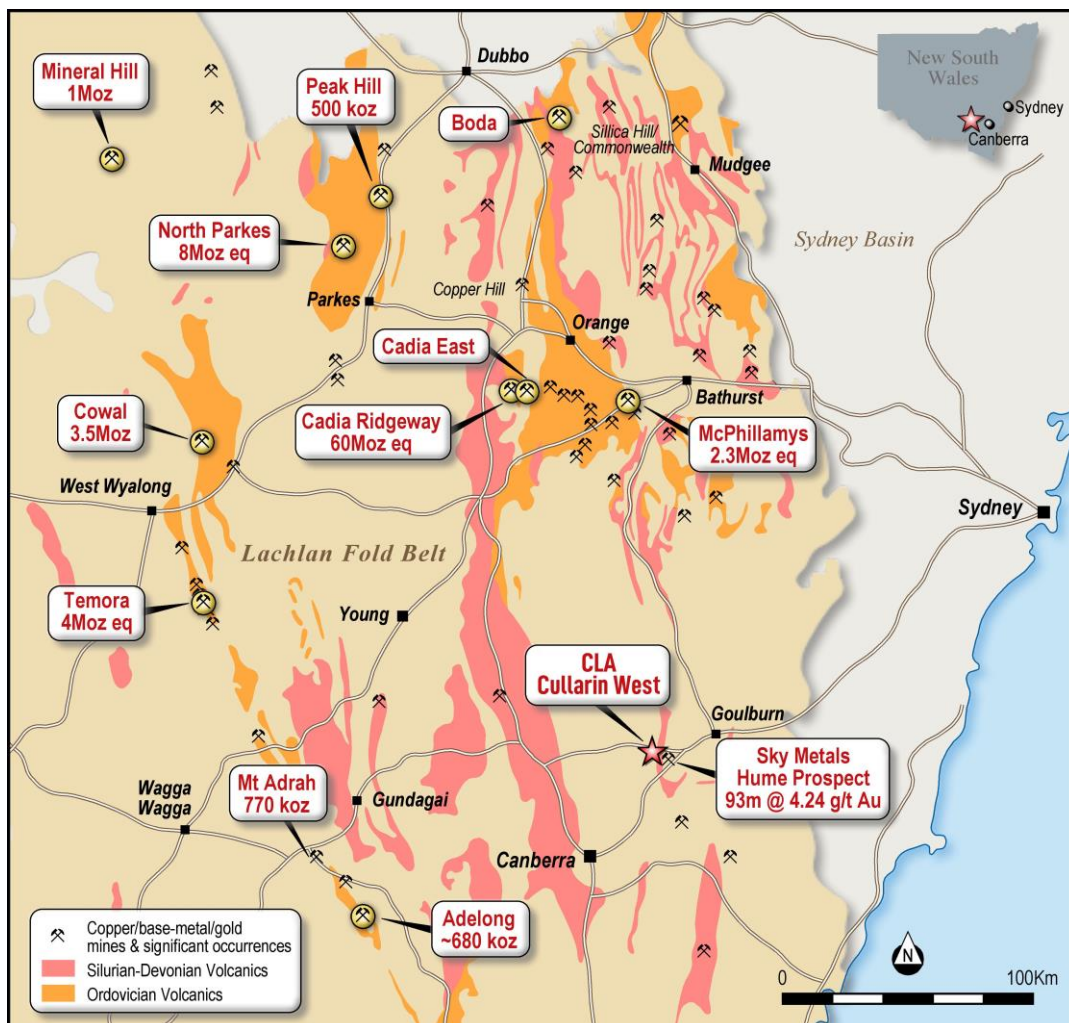 Mineral Hill
1Moz
Dubbo
Peak Hill
500 koz
Boda
Sillica Hill/
Commonwealth
Mudgee
New South
Wales
Sydney
Canberra
North Parkes
8Moz eq
Sydney Basin
Copper Hill
Parkes
Orange
Cadia East
Cadia Ridgeway
60Moz eq
Bathurst
McPhillamys
2.3Moz eq
Cowal
3.5Moz
West Wyalong
Sydney
Lachlan Fold Belt
Temora
4Moz eq
Young
CLA
Cullarin West
Goulburn
Sky Metals
Hume Prospect
93m @ 4.24 g/t Au
Wagga
Wagga
Mt Adrah
770 koz
Gundagai
Canberra
Adelong
~680 koz
Copper/base-metal/gold
mines & significant occurrences
Silurian-Devonian Volcanics
Ordovician Volcanics
N
0 100Km